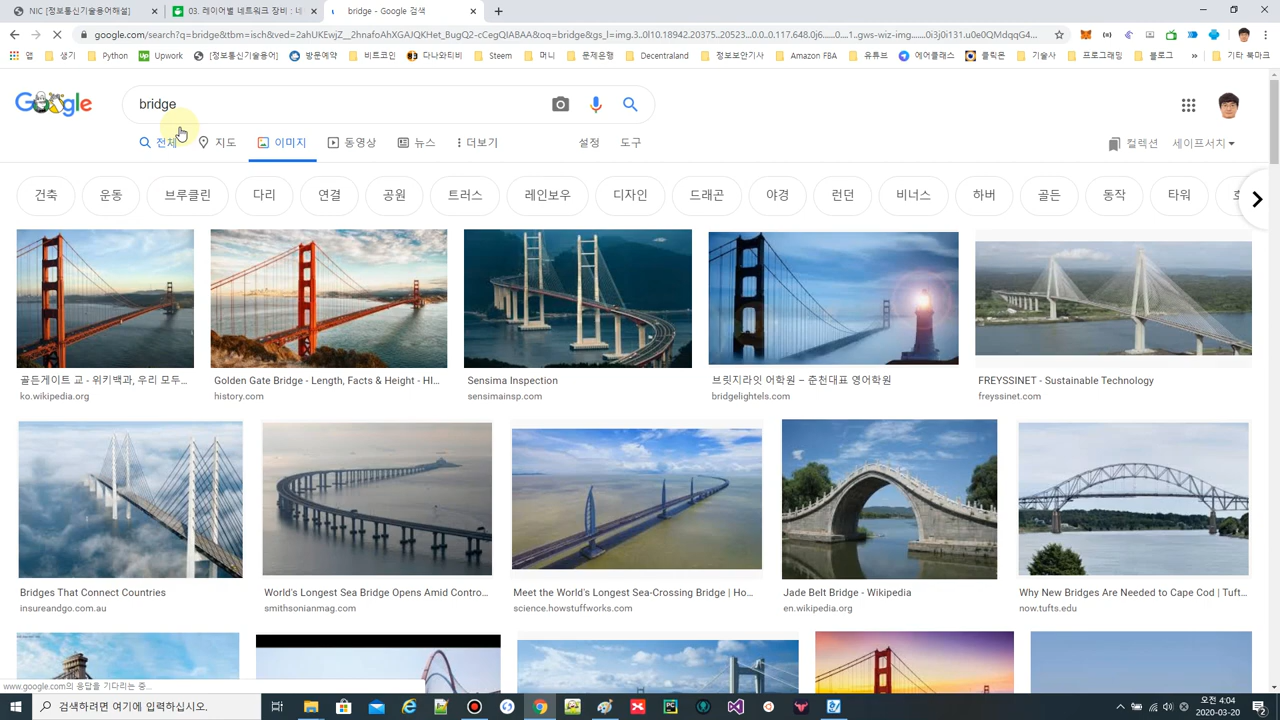 NIC [정보통신기술용어해설]
03. 레이어별 네트워크 장비 : 네
bridge - Google 검색
google.com/search?q=bridge&tbm=isch&ved=2ahUKEwjZ__2hnafoAhXGAJQKHet_BugQ2-cCegQIABAA&oq=bridge&gs_l=img.3..0l10.18942.20375..20523...0.0..0.117.648.0j6......0....1..gws-wiz-img.......0i3j0i131.u0e0QMdqqG4...
앱
생기
Python
Upwork
[정보통신기술용어]
방문예약
비트코인
다나와비티
Steem
머니
문제은행
Decentraland
정보보안기사
Amazon FBA
유튜브
에어클래스
클릭몬
기술사
프로그래밍
블로그
»
기타 북마크
Google
bridge
전체
지도
이미지
동영상
뉴스
더보기
설정
도구
컬렉션
세이프서치
건축
운동
브루클린
다리
연결
공원
트러스
레인보우
디자인
드래곤
야경
런던
비너스
하버
골든
동작
타워
골든게이트 교 - 위키백과, 우리 모두...
ko.wikipedia.org
Golden Gate Bridge - Length, Facts & Height - HI...
history.com
Sensima Inspection
sensimainsp.com
브릿지라잇 어학원 – 춘천대표 영어학원
bridgelightels.com
FREYSSINET - Sustainable Technology
freyssinet.com
Bridges That Connect Countries
insureandgo.com.au
World's Longest Sea Bridge Opens Amid Contro...
smithsonianmag.com
Meet the World's Longest Sea-Crossing Bridge | Ho...
science.howstuffworks.com
Jade Belt Bridge - Wikipedia
en.wikipedia.org
Why New Bridges Are Needed to Cape Cod | Tuft...
now.tufts.edu
www.google.com의 응답을 기다리는 중...
검색하려면 여기에 입력하십시오.
오전 4:04
2020-03-20